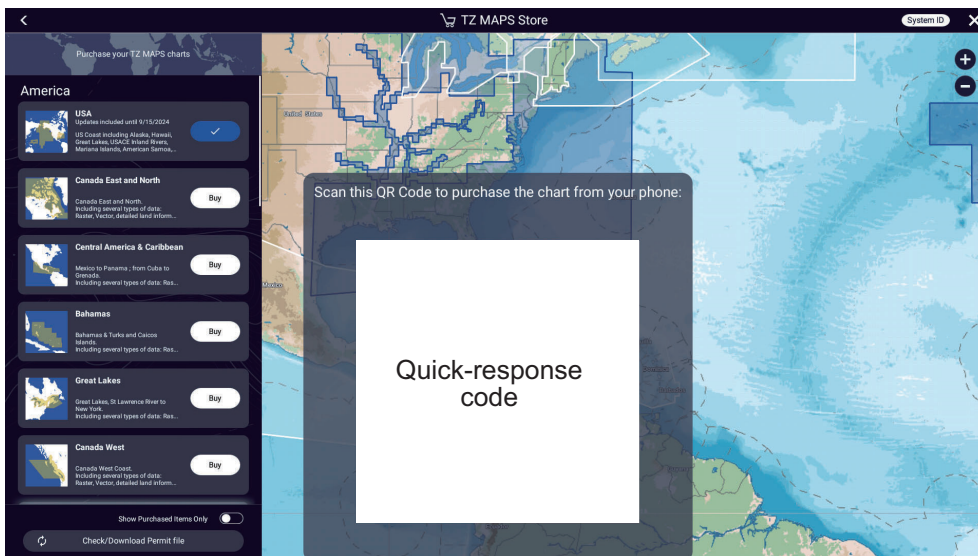 TZ MAPS Store
System ID
Purchase your TZ MAPS charts
America
USA
Updates included until 9/15/2024
US Coast including Alaska, Hawaii,
Great Lakes, USACE Inland Rivers,
Mariana Islands, American Samoa,...
Canada East and North
Canada East and North.
Including several types of data:
Raster, Vector, detailed land inform...
Buy
Central America & Caribbean
Mexico to Panama ; from Cuba to
Grenada.
Including several types of data: Ras...
Buy
Bahamas
Bahamas & Turks and Caicos
Islands.
Including several types of data: Ras...
Buy
Great Lakes
Great Lakes, St Lawrence River to
New York.
Including several types of data: Ras...
Buy
Canada West
Canada West Coast.
Including several types of data:
Raster, Vector, detailed land inform...
Buy
Show Purchased Items Only
Check/Download Permit file
United States
Mexico
Scan this QR Code to purchase the chart from your phone:
Quick-response
code